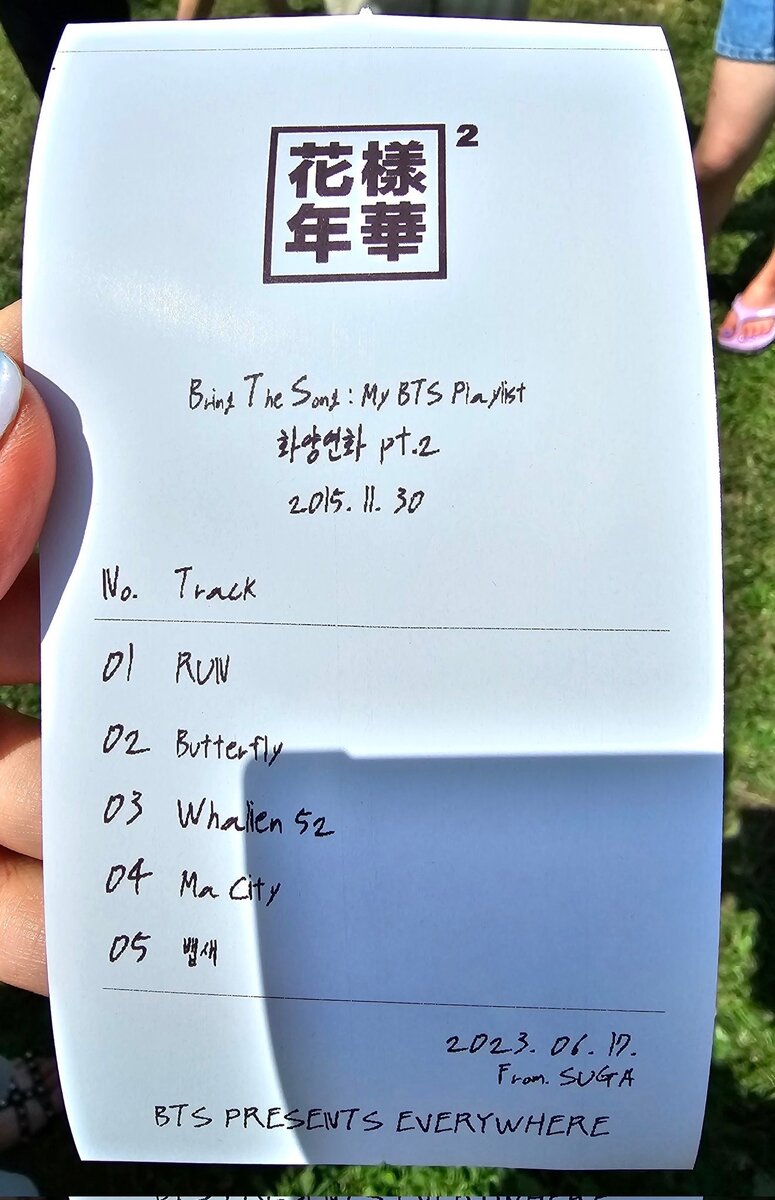 花樣
年華
2
Bring The Song : My BTS Playlist
화양연화 pt.2
2015. 11. 30
No. Track
01 RUN
02 Butterfly
03 Whalien 52
04 Ma City
05 뱁새
2023. 06. 17.
From. SUGA
BTS PRESENTS EVERYWHERE